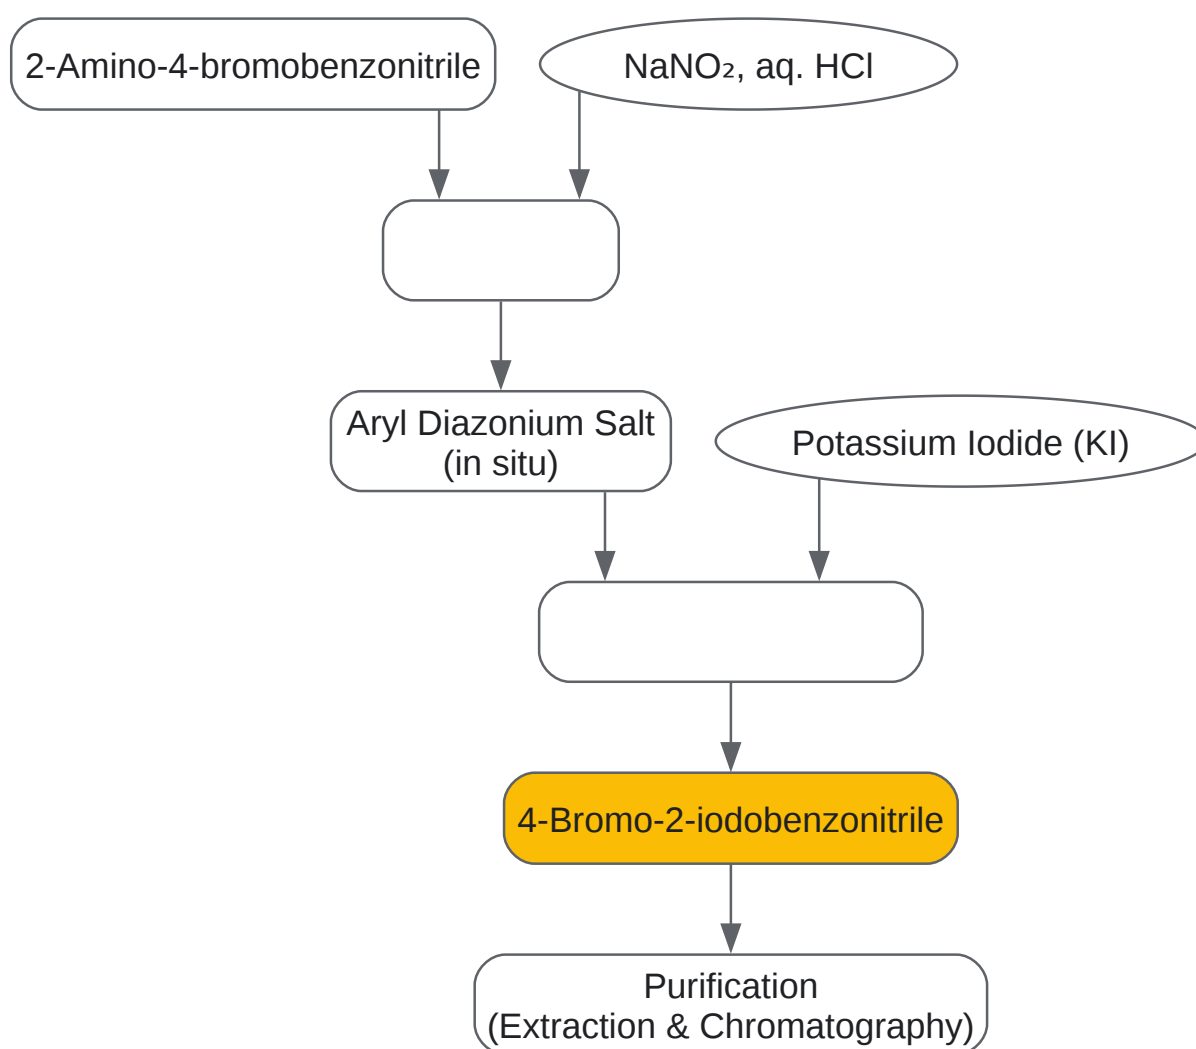 2-Amino-4-bromobenzonitrile
NaNO₂, aq. HCl
Aryl Diazonium Salt
(in situ)
Potassium Iodide (KI)
4-Bromo-2-iodobenzonitrile
Purification
(Extraction & Chromatography)